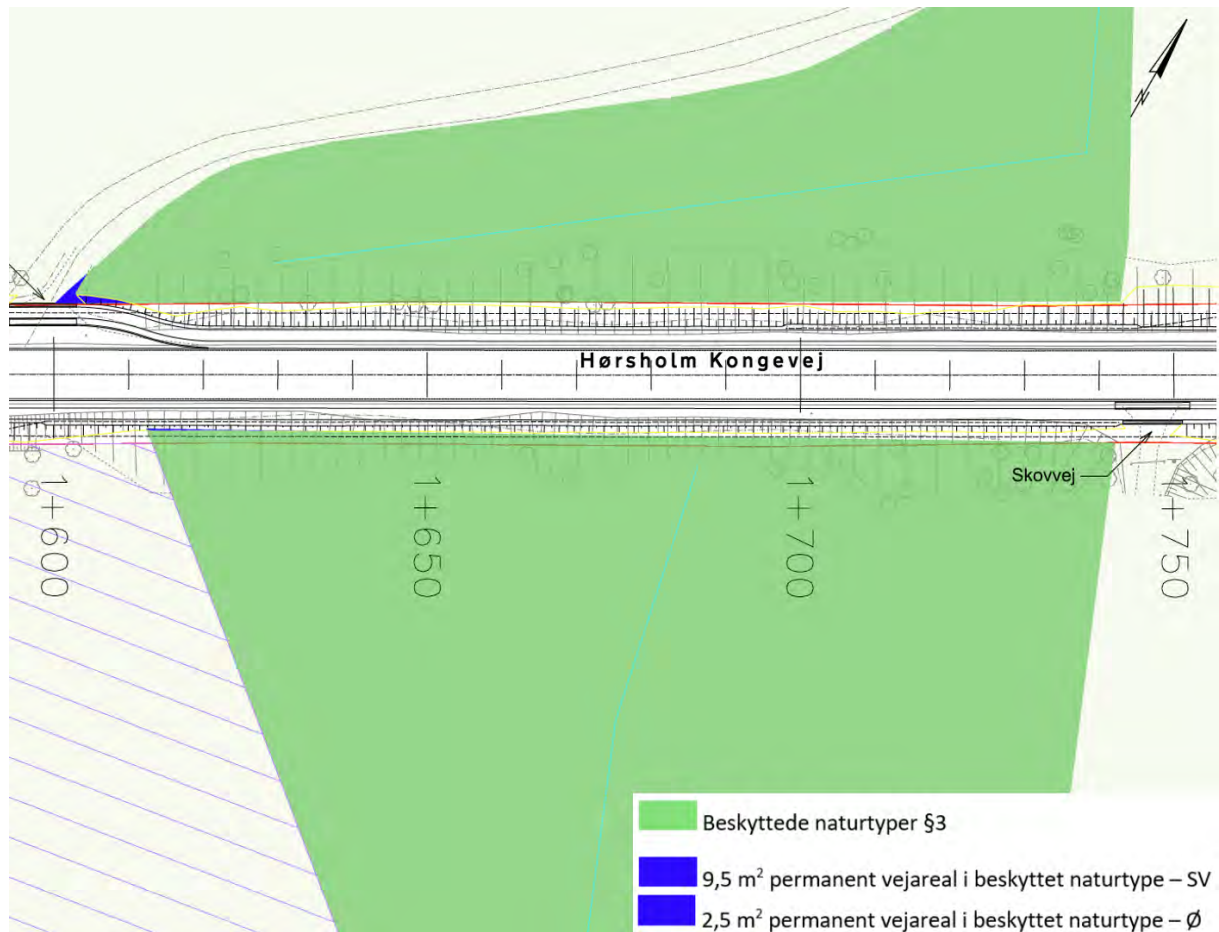 N
Hørsholm Kongevej
Skovvej
1+600
1+650
1+700
1+750
Beskyttede naturtyper §3
9,5 m² permanent vejareal i beskyttet naturtype – SV
2,5 m² permanent vejareal i beskyttet naturtype – Ø